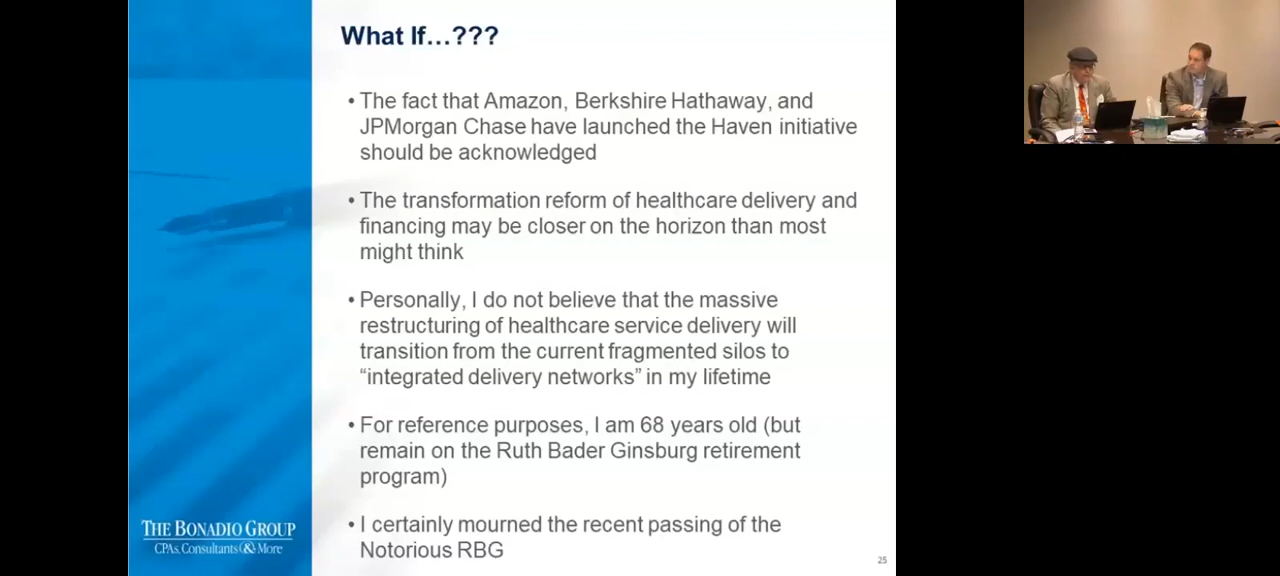 What If…???
• The fact that Amazon, Berkshire Hathaway, and
JPMorgan Chase have launched the Haven initiative
should be acknowledged
• The transformation reform of healthcare delivery and
financing may be closer on the horizon than most
might think
• Personally, I do not believe that the massive
restructuring of healthcare service delivery will
transition from the current fragmented silos to
“integrated delivery networks” in my lifetime
• For reference purposes, I am 68 years old (but
remain on the Ruth Bader Ginsburg retirement
program)
• I certainly mourned the recent passing of the
Notorious RBG
THE BONADIO GROUP
CPAs, Consultants & More
25